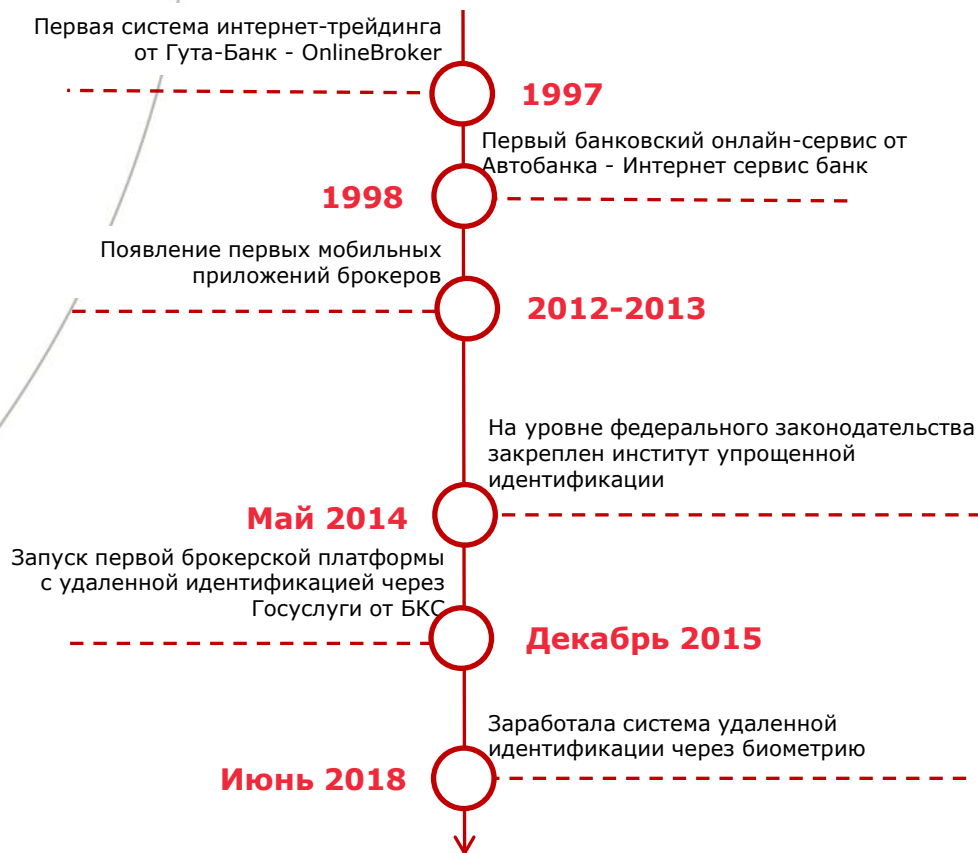 Первая система интернет-трейдинга
от Гута-Банк - OnlineBroker
1997
Первый банковский онлайн-сервис от
Автобанка - Интернет сервис банк
1998
Появление первых мобильных
приложений брокеров
2012-2013
На уровне федерального законодательства
закреплен институт упрощенной
идентификации
Май 2014
Запуск первой брокерской платформы
с удаленной идентификацией через
Госуслуги от БКС
Декабрь 2015
Заработала система удаленной
идентификации через биометрию
Июнь 2018